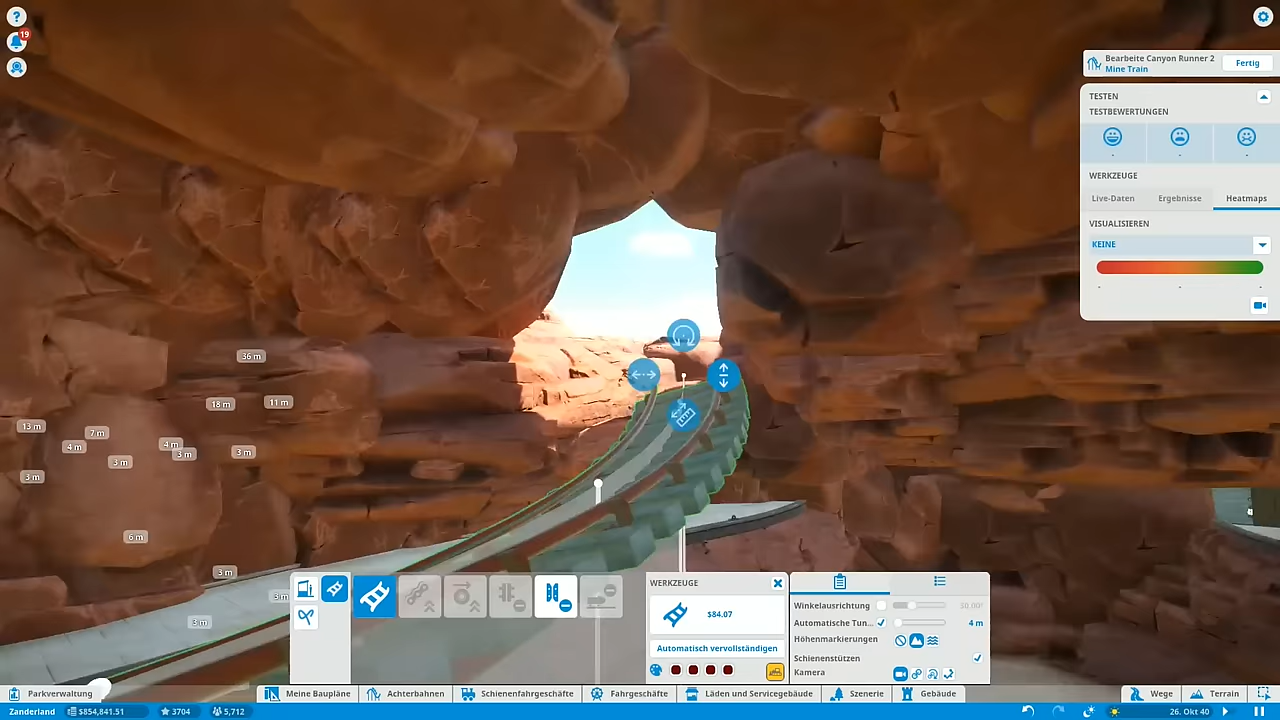 ?
19
Bearbeite Canyon Runner 2
Mine Train
Fertig
TESTEN
TESTBEWERTUNGEN
-
-
-
WERKZEUGE
Live-Daten
Ergebnisse
Heatmaps
VISUALISIEREN
KEINE
-
-
-
36 m
18 m
11 m
13 m
7 m
4 m
4 m
3 m
3 m
3 m
3 m
6 m
3 m
3 m
3 m
WERKZEUGE
$84.07
Automatisch vervollständigen
Winkelausrichtung
10.00°
Automatische Tun...
4 m
Höhenmarkierungen
Schienenstützen
Kamera
Parkverwaltung
Meine Baupläne
Achterbahnen
Schienenfahrgeschäfte
Fahrgeschäfte
Läden und Servicegebäude
Szenerie
Gebäude
Wege
Terrain
Zanderland
$854,841.51
3704
5,712
26. Okt 40